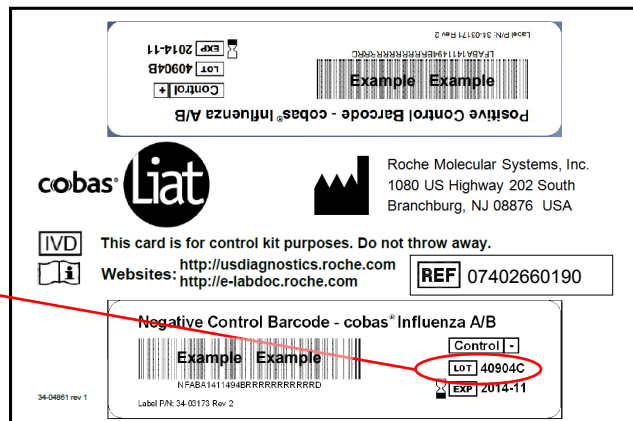 Positive Control Barcode - cobas® Influenza A/B
Example Example
Control +
LOT 40904B
EXP 2014-11
Label P/N: 34-03171 Rev 2
cobas® Liat
Roche Molecular Systems, Inc.
1080 US Highway 202 South
Branchburg, NJ 08876 USA
IVD This card is for control kit purposes. Do not throw away.
i Websites: http://usdiagnostics.roche.com
http://e-labdoc.roche.com
REF 07402660190
Negative Control Barcode - cobas® Influenza A/B
Control -
Example Example
LOT 40904C
NFABA1411494BRRRRRRRRRRRRD
EXP 2014-11
34-04861 rev 1
Label P/N: 34-03173 Rev 2